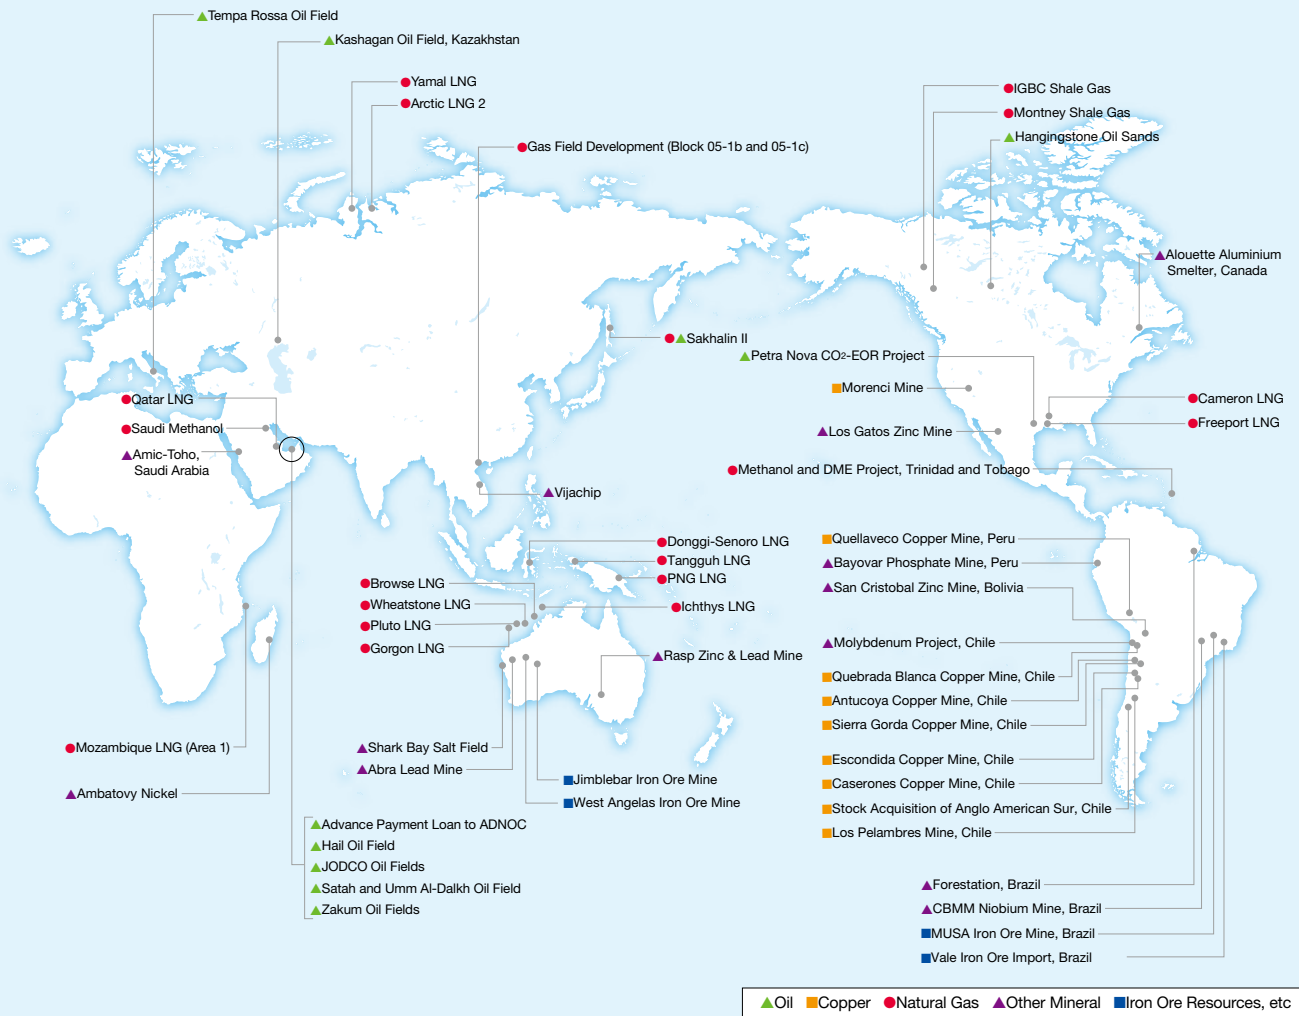 Tempa Rossa Oil Field
Kashagan Oil Field, Kazakhstan
Yamal LNG
Arctic LNG 2
Gas Field Development (Block 05-1b and 05-1c)
IGBC Shale Gas
Montney Shale Gas
Hangingstone Oil Sands
Alouette Aluminium
Smelter, Canada
Sakhalin II
Petra Nova CO2-EOR Project
Morenci Mine
Cameron LNG
Freeport LNG
Los Gatos Zinc Mine
Methanol and DME Project, Trinidad and Tobago
Qatar LNG
Saudi Methanol
Amic-Toho,
Saudi Arabia
Vijachip
Donggi-Senoro LNG
Tangguh LNG
PNG LNG
Ichthys LNG
Browse LNG
Wheatstone LNG
Pluto LNG
Gorgon LNG
Rasp Zinc & Lead Mine
Quellaveco Copper Mine, Peru
Bayovar Phosphate Mine, Peru
San Cristobal Zinc Mine, Bolivia
Molybdenum Project, Chile
Quebrada Blanca Copper Mine, Chile
Antucoya Copper Mine, Chile
Sierra Gorda Copper Mine, Chile
Escondida Copper Mine, Chile
Caserones Copper Mine, Chile
Stock Acquisition of Anglo American Sur, Chile
Los Pelambres Mine, Chile
Mozambique LNG (Area 1)
Ambatovy Nickel
Shark Bay Salt Field
Abra Lead Mine
Jimblebar Iron Ore Mine
West Angelas Iron Ore Mine
Advance Payment Loan to ADNOC
Hail Oil Field
JODCO Oil Fields
Satah and Umm Al-Dalkh Oil Field
Zakum Oil Fields
Forestation, Brazil
CBMM Niobium Mine, Brazil
MUSA Iron Ore Mine, Brazil
Vale Iron Ore Import, Brazil
Oil Copper Natural Gas Other Mineral Iron Ore Resources, etc